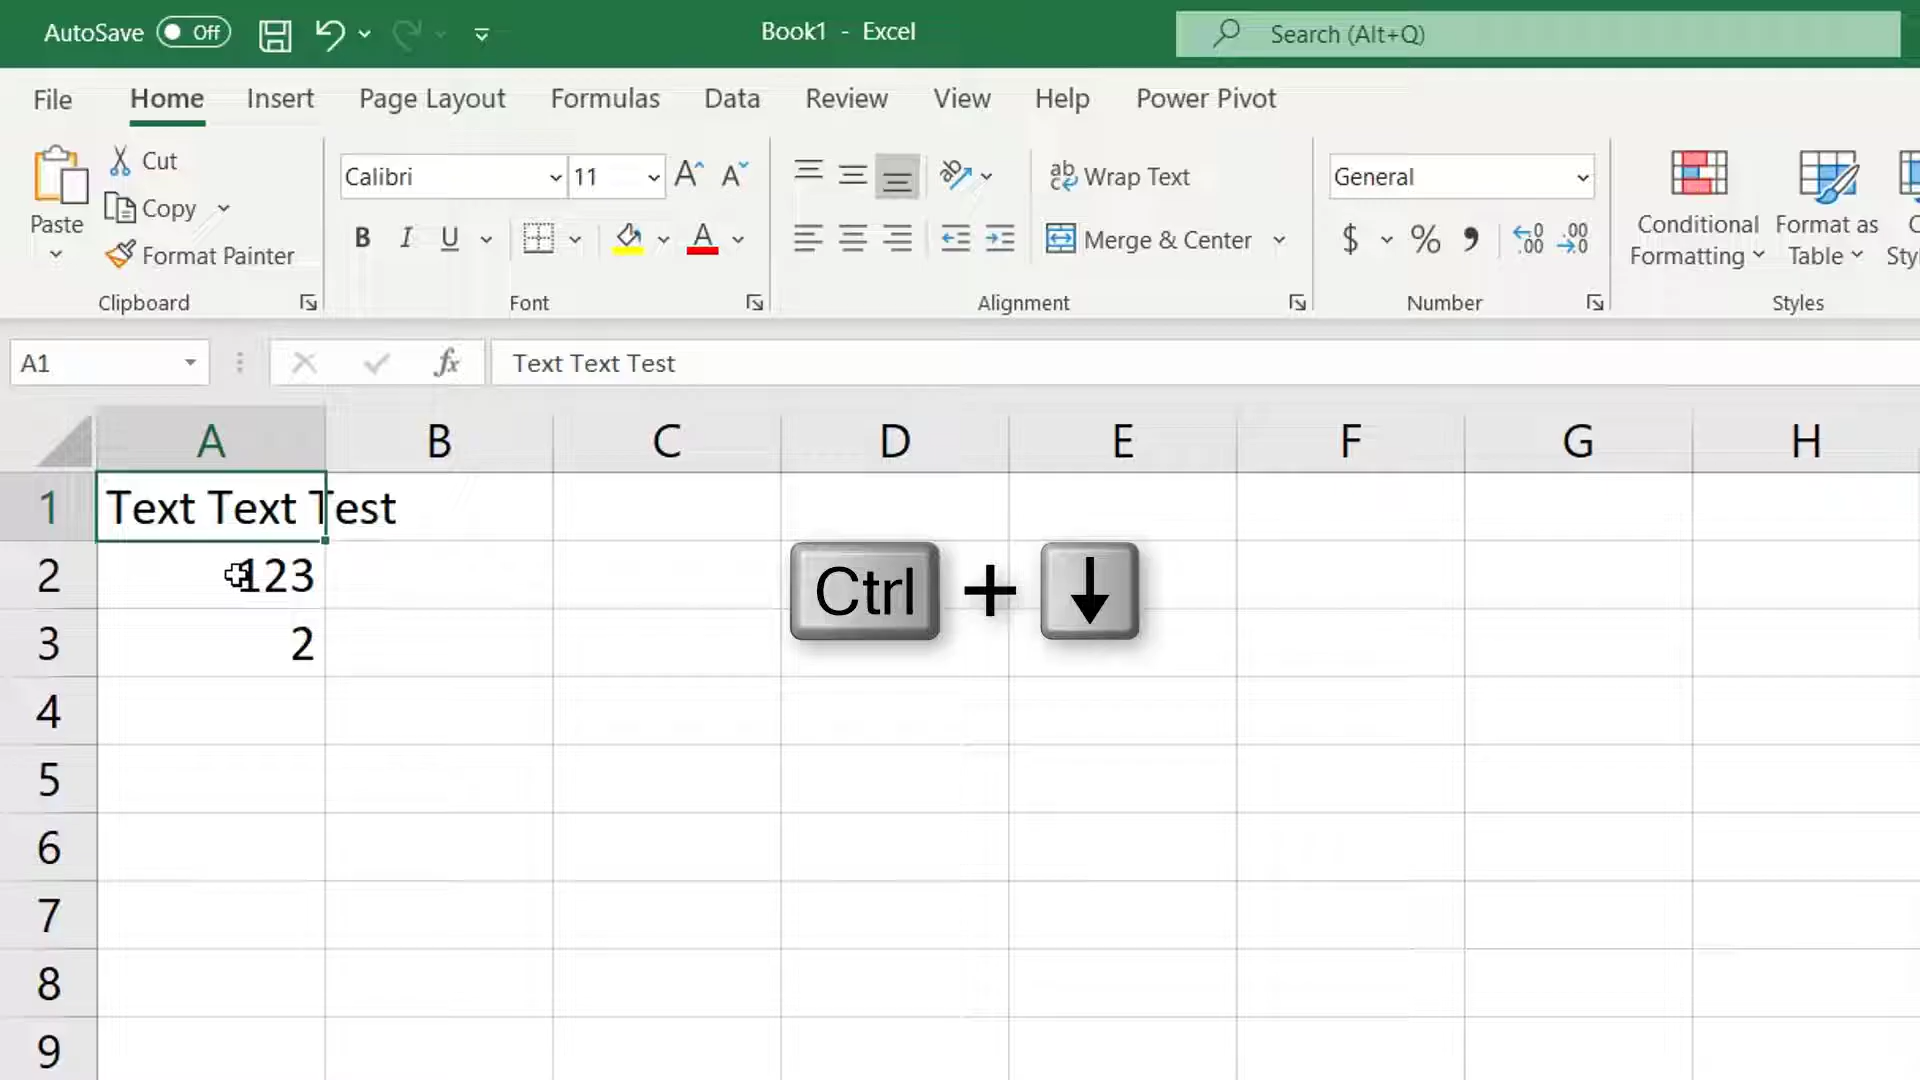 AutoSave Off Book1 - Excel Search (Alt+Q)
File Home Insert Page Layout Formulas Data Review View Help Power Pivot
Paste Cut Copy Format Painter
Clipboard
Calibri 11 A A
B I U A
Font
ab Wrap Text
Merge & Center
Alignment
General
$ % , .00 .0
Number
Conditional Formatting
Format as Table
Styles
A1 fx Text Text Test
A B C D E F G H
1 Text Text Test
2 123
3 2
4
5
6
7
8
9
Ctrl + ↓